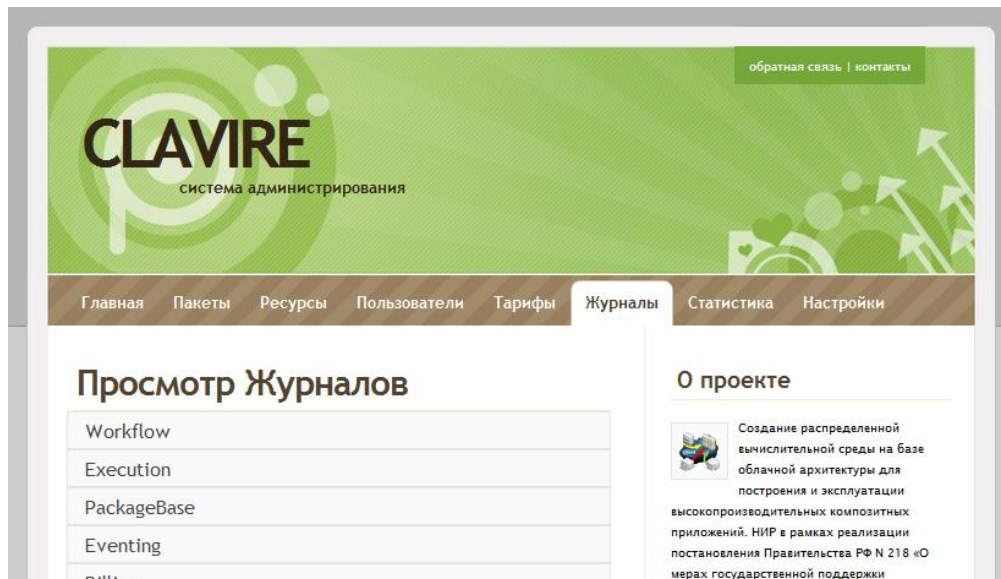 обратная связь | контакты
CLAVIRE
система администрирования
Главная Пакеты Ресурсы Пользователи Тарифы Журналы Статистика Настройки
Просмотр Журналов
Workflow
Execution
PackageBase
Eventing
О проекте
Создание распределенной
вычислительной среды на базе
облачной архитектуры для
построения и эксплуатации
высокопроизводительных композитных
приложений. НИР в рамках реализации
постановления Правительства РФ N 218 «О
мерах государственной поддержки